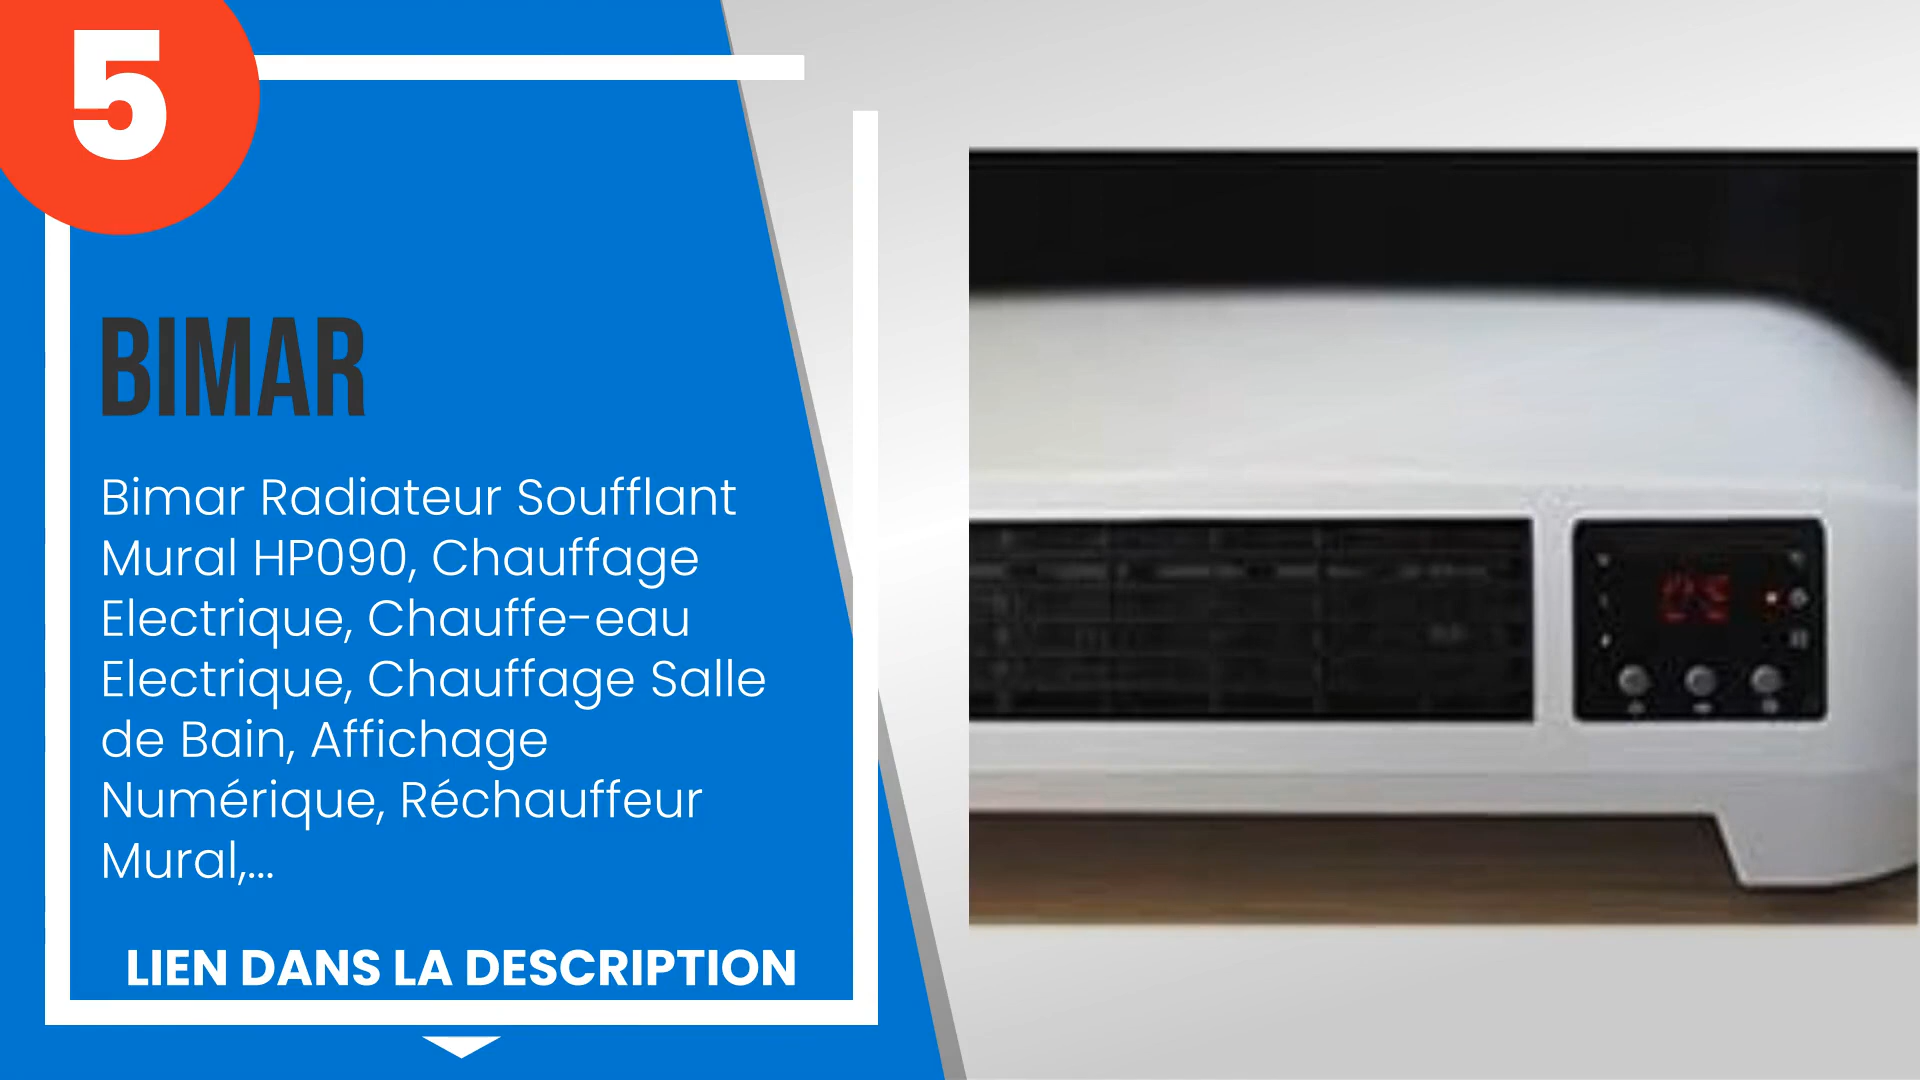 5
BIMAR
Bimar Radiateur Soufflant
Mural HP090, Chauffage
Electrique, Chauffe-eau
Electrique, Chauffage Salle
de Bain, Affichage
Numérique, Réchauffeur
Mural,...
LIEN DANS LA DESCRIPTION